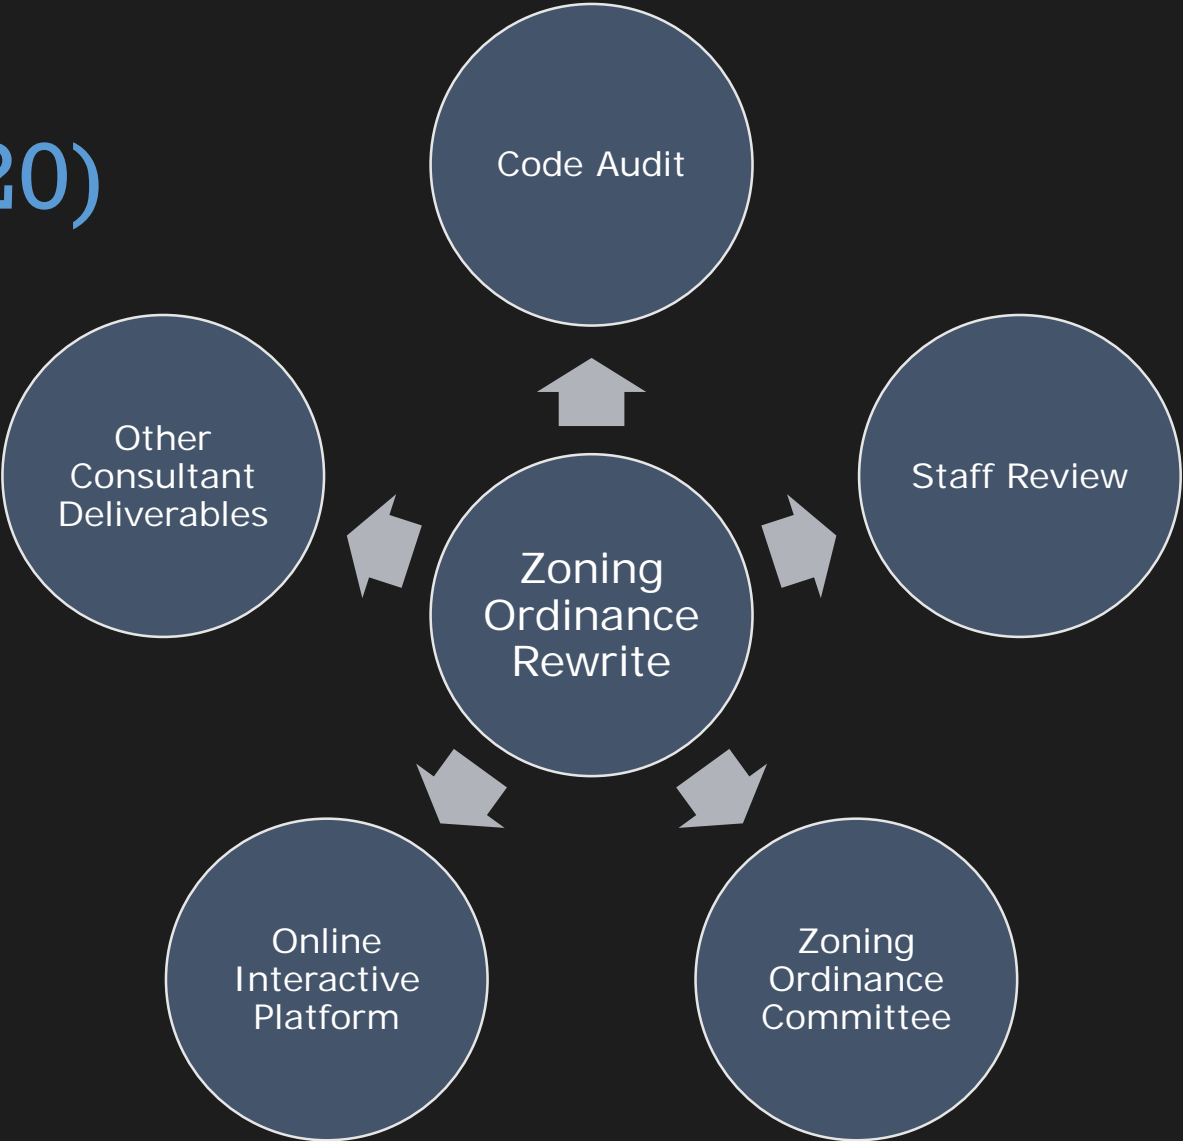 20)
Code Audit
Other
Consultant
Deliverables
Staff Review
Zoning
Ordinance
Rewrite
Online
Interactive
Platform
Zoning
Ordinance
Committee